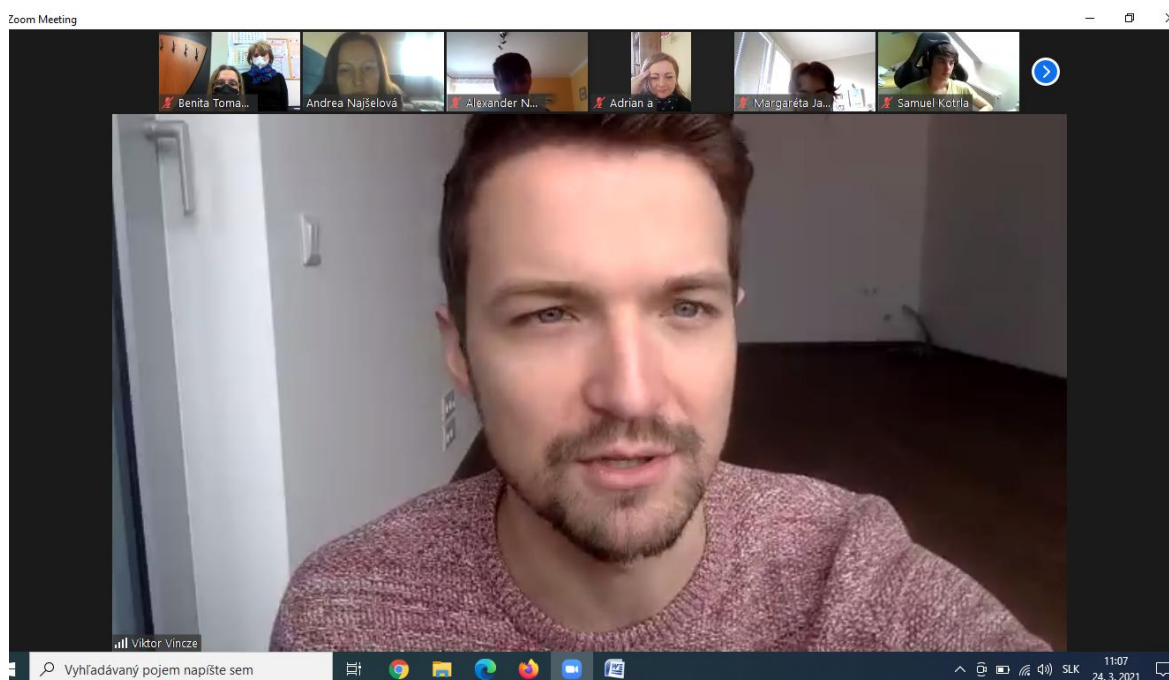 Zoom Meeting
Benita Toma...
Andrea Najšelová
Alexander N...
Adrian a
Margaréta Ja...
Samuel Kotrla
Viktor Vincze
Vyhľadávaný pojem napíšte sem
SLK
11:07
24. 3. 2021